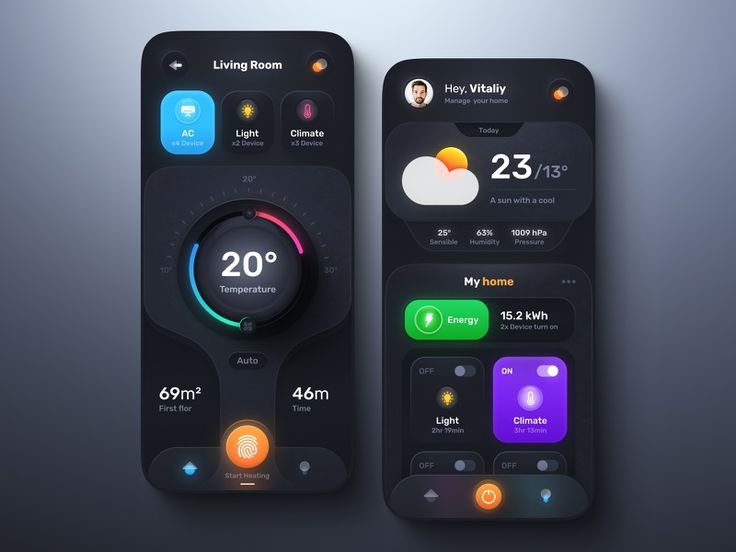 Living Room
AC
x4 Device
Light
x2 Device
Climate
x3 Device
20°
10°
30°
20°
Temperature
Auto
69m²
First flor
46m
Time
Start Heating
Hey, Vitaliy
Manage your home
Today
23/13°
A sun with a cool
25°
Sensible
63%
Humidity
1009 hPa
Pressure
My home
Energy
15.2 kWh
2x Device turn on
OFF
Light
2hr 19min
ON
Climate
3hr 13min
OFF
OFF